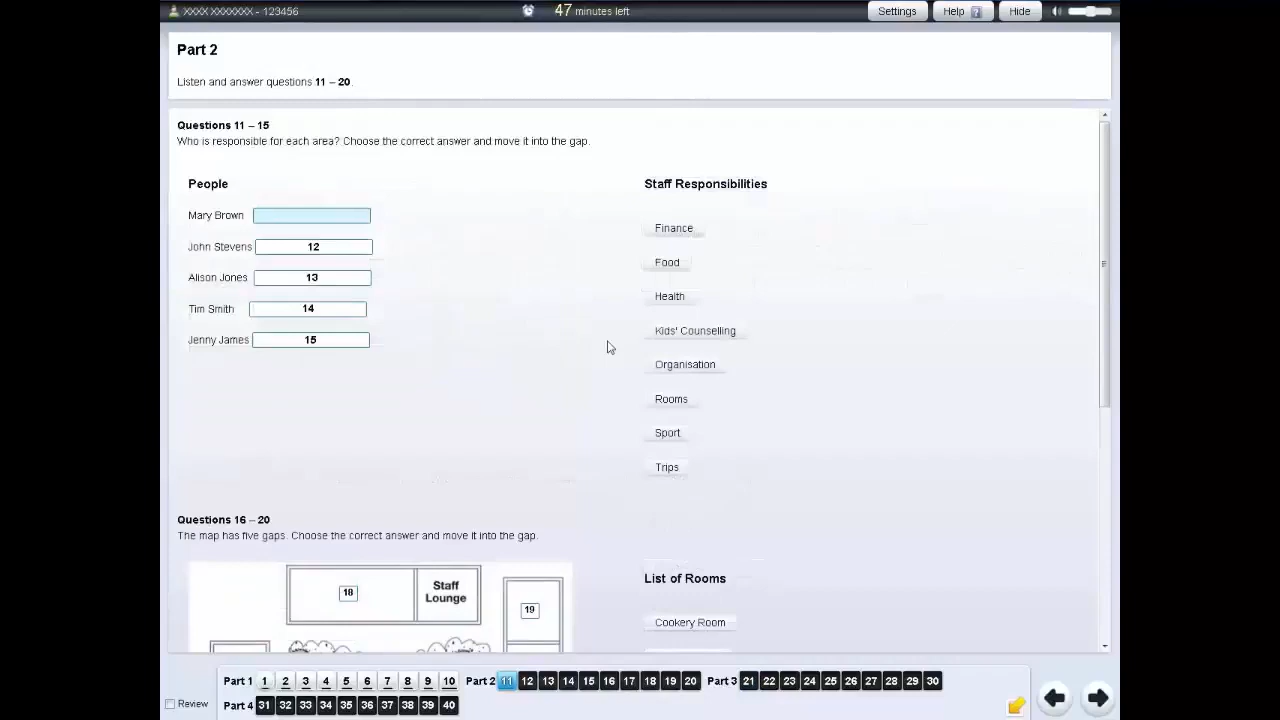 XXXX XXXXXXX - 123456
47 minutes left
Settings
Help ?
Hide
Part 2
Listen and answer questions 11 – 20.
Questions 11 – 15
Who is responsible for each area? Choose the correct answer and move it into the gap.
People
Mary Brown
John Stevens 12
Alison Jones 13
Tim Smith 14
Jenny James 15
Staff Responsibilities
Finance
Food
Health
Kids' Counselling
Organisation
Rooms
Sport
Trips
Questions 16 – 20
The map has five gaps. Choose the correct answer and move it into the gap.
18
Staff
Lounge
19
List of Rooms
Cookery Room
Part 1 1 2 3 4 5 6 7 8 9 10 Part 2 11 12 13 14 15 16 17 18 19 20 Part 3 21 22 23 24 25 26 27 28 29 30
Review
Part 4 31 32 33 34 35 36 37 38 39 40